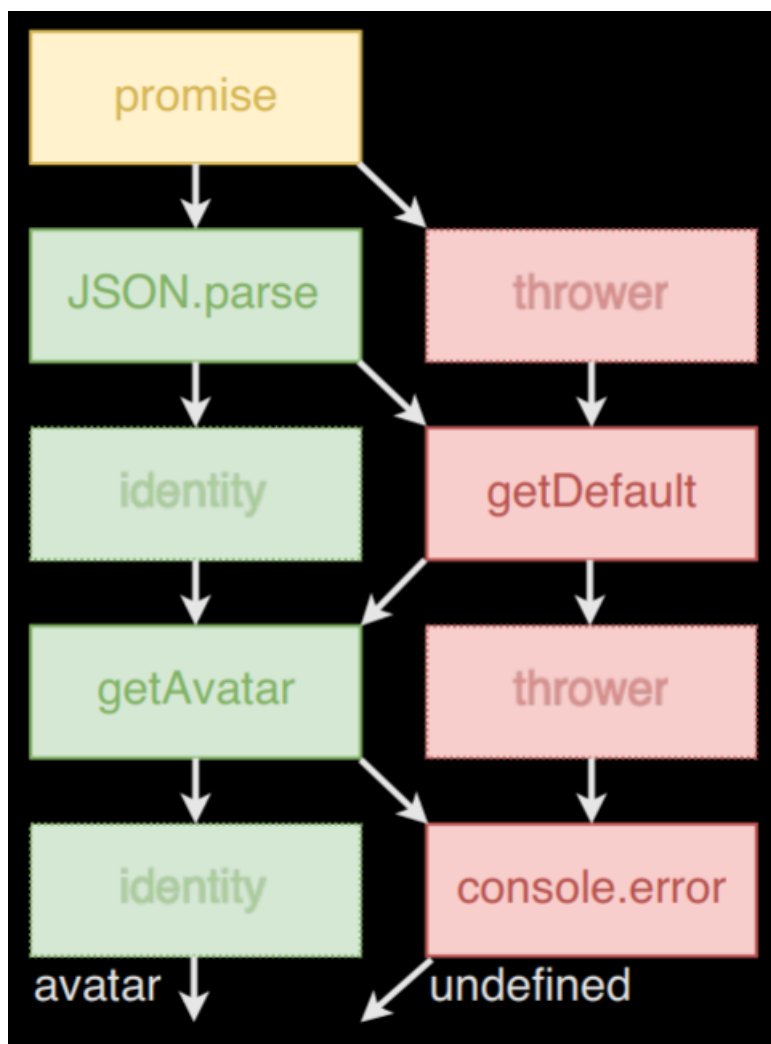 promise
JSON.parse
thrower
identity
getDefault
getAvatar
thrower
identity
console.error
avatar
undefined